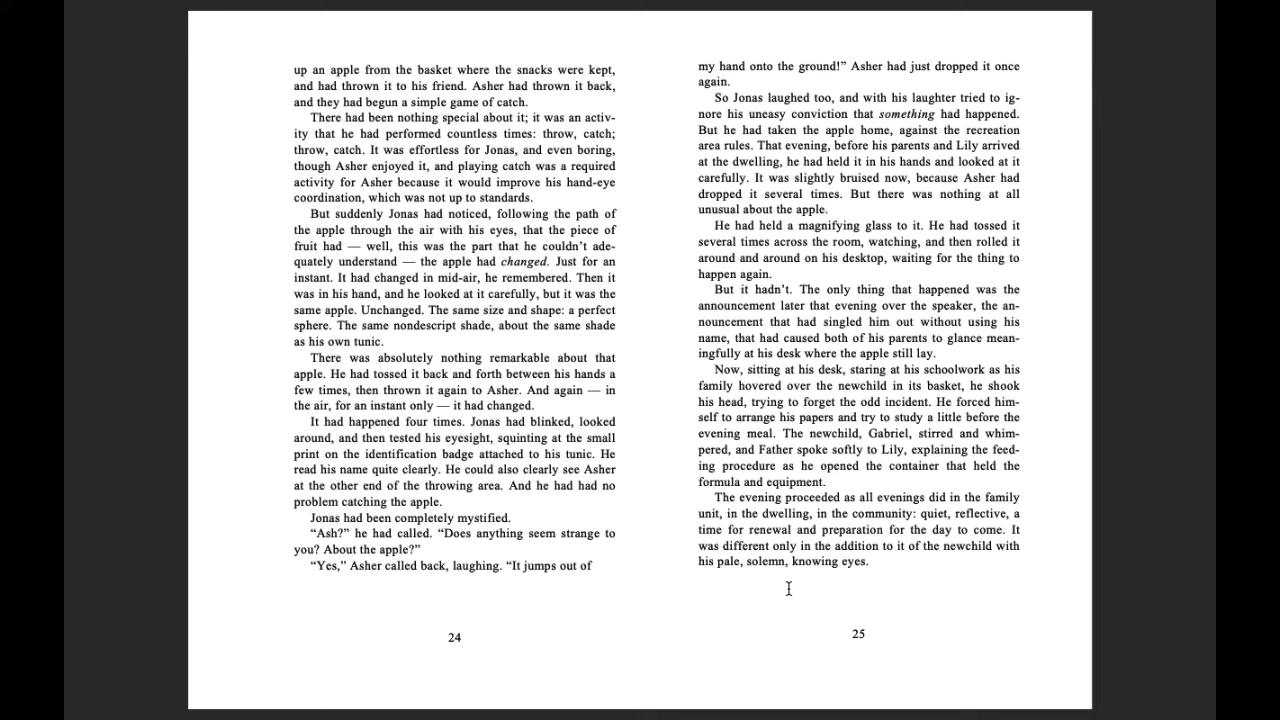 up an apple from the basket where the snacks were kept,
and had thrown it to his friend. Asher had thrown it back,
and they had begun a simple game of catch.
There had been nothing special about it; it was an activ-
ity that he had performed countless times: throw, catch;
throw, catch. It was effortless for Jonas, and even boring,
though Asher enjoyed it, and playing catch was a required
activity for Asher because it would improve his hand-eye
coordination, which was not up to standards.
But suddenly Jonas had noticed, following the path of
the apple through the air with his eyes, that the piece of
fruit had — well, this was the part that he couldn't ade-
quately understand — the apple had changed. Just for an
instant. It had changed in mid-air, he remembered. Then it
was in his hand, and he looked at it carefully, but it was the
same apple. Unchanged. The same size and shape: a perfect
sphere. The same nondescript shade, about the same shade
as his own tunic.
There was absolutely nothing remarkable about that
apple. He had tossed it back and forth between his hands a
few times, then thrown it again to Asher. And again — in
the air, for an instant only — it had changed.
It had happened four times. Jonas had blinked, looked
around, and then tested his eyesight, squinting at the small
print on the identification badge attached to his tunic. He
read his name quite clearly. He could also clearly see Asher
at the other end of the throwing area. And he had had no
problem catching the apple.
Jonas had been completely mystified.
“Ash?” he had called. “Does anything seem strange to
you? About the apple?”
“Yes,” Asher called back, laughing. “It jumps out of
24
my hand onto the ground!” Asher had just dropped it once
again.
So Jonas laughed too, and with his laughter tried to ig-
nore his uneasy conviction that something had happened.
But he had taken the apple home, against the recreation
area rules. That evening, before his parents and Lily arrived
at the dwelling, he had held it in his hands and looked at it
carefully. It was slightly bruised now, because Asher had
dropped it several times. But there was nothing at all
unusual about the apple.
He had held a magnifying glass to it. He had tossed it
several times across the room, watching, and then rolled it
around and around on his desktop, waiting for the thing to
happen again.
But it hadn't. The only thing that happened was the
announcement later that evening over the speaker, the an-
nouncement that had singled him out without using his
name, that had caused both of his parents to glance mean-
ingfully at his desk where the apple still lay.
Now, sitting at his desk, staring at his schoolwork as his
family hovered over the newchild in its basket, he shook
his head, trying to forget the odd incident. He forced him-
self to arrange his papers and try to study a little before the
evening meal. The newchild, Gabriel, stirred and whim-
pered, and Father spoke softly to Lily, explaining the feed-
ing procedure as he opened the container that held the
formula and equipment.
The evening proceeded as all evenings did in the family
unit, in the dwelling, in the community: quiet, reflective, a
time for renewal and preparation for the day to come. It
was different only in the addition to it of the newchild with
his pale, solemn, knowing eyes.
25